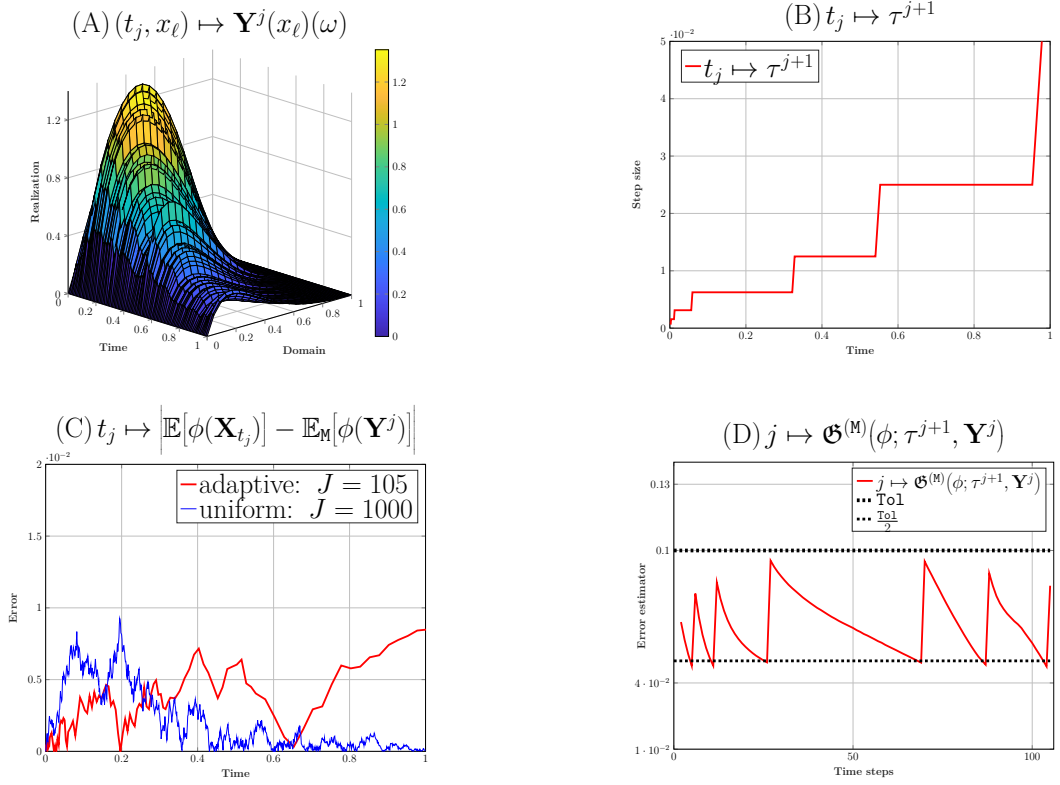 (A) (t_j, x_ℓ) ↦ 𝐘^j(x_ℓ)(ω)
1.2
0.8
0.4
0
Realization
0
0.2
0.4
0.6
0.8
1
Time
0
0.2
0.4
0.6
0.8
1
Domain
1.2
1
0.8
0.6
0.4
0.2
0
(B) t_j ↦ τ^{j+1}
5 ·10^{−2}
4
3
2
1
0
Step size
t_j ↦ τ^{j+1}
0 0.2 0.4 0.6 0.8 1
Time
(C) t_j ↦ |𝔼[ϕ(𝐗_{t_j})] − 𝔼_𝙼[ϕ(𝐘^j)]|
2 ·10^{−2}
1.5
1
0.5
0
Error
adaptive: J = 105
uniform: J = 1000
0 0.2 0.4 0.6 0.8 1
Time
(D) j ↦ 𝕲^{(𝙼)}(ϕ; τ^{j+1}, 𝐘^j)
0.13
0.1
4 · 10^{−2}
1 · 10^{−2}
Error estimator
j ↦ 𝕲^{(𝙼)}(ϕ; τ^{j+1}, 𝐘^j)
Tol
Tol/2
50 100
Time steps